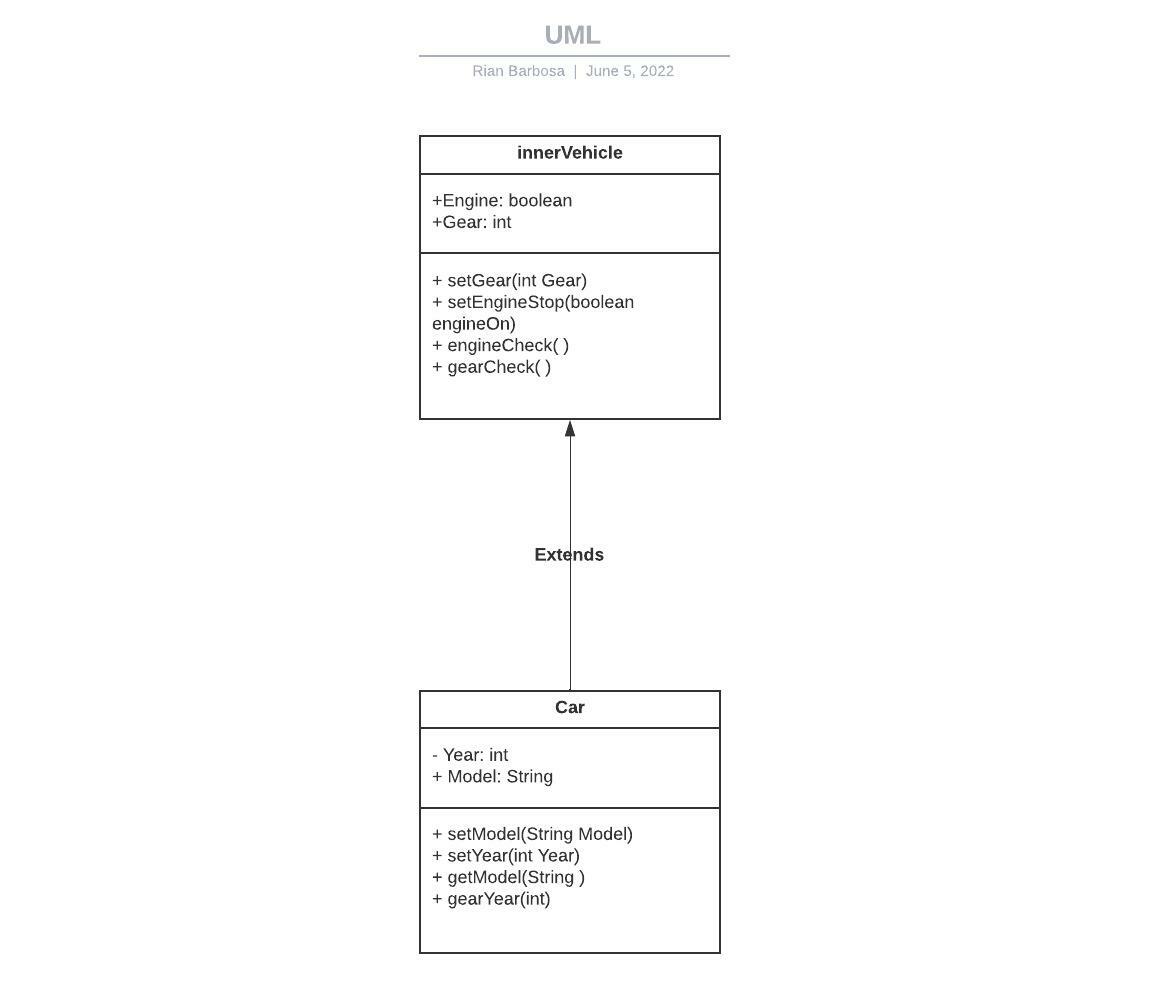 UML
Rian Barbosa | June 5, 2022
innerVehicle
+Engine: boolean
+Gear: int
+ setGear(int Gear)
+ setEngineStop(boolean
engineOn)
+ engineCheck( )
+ gearCheck( )
Extends
Car
- Year: int
+ Model: String
+ setModel(String Model)
+ setYear(int Year)
+ getModel(String )
+ gearYear(int)